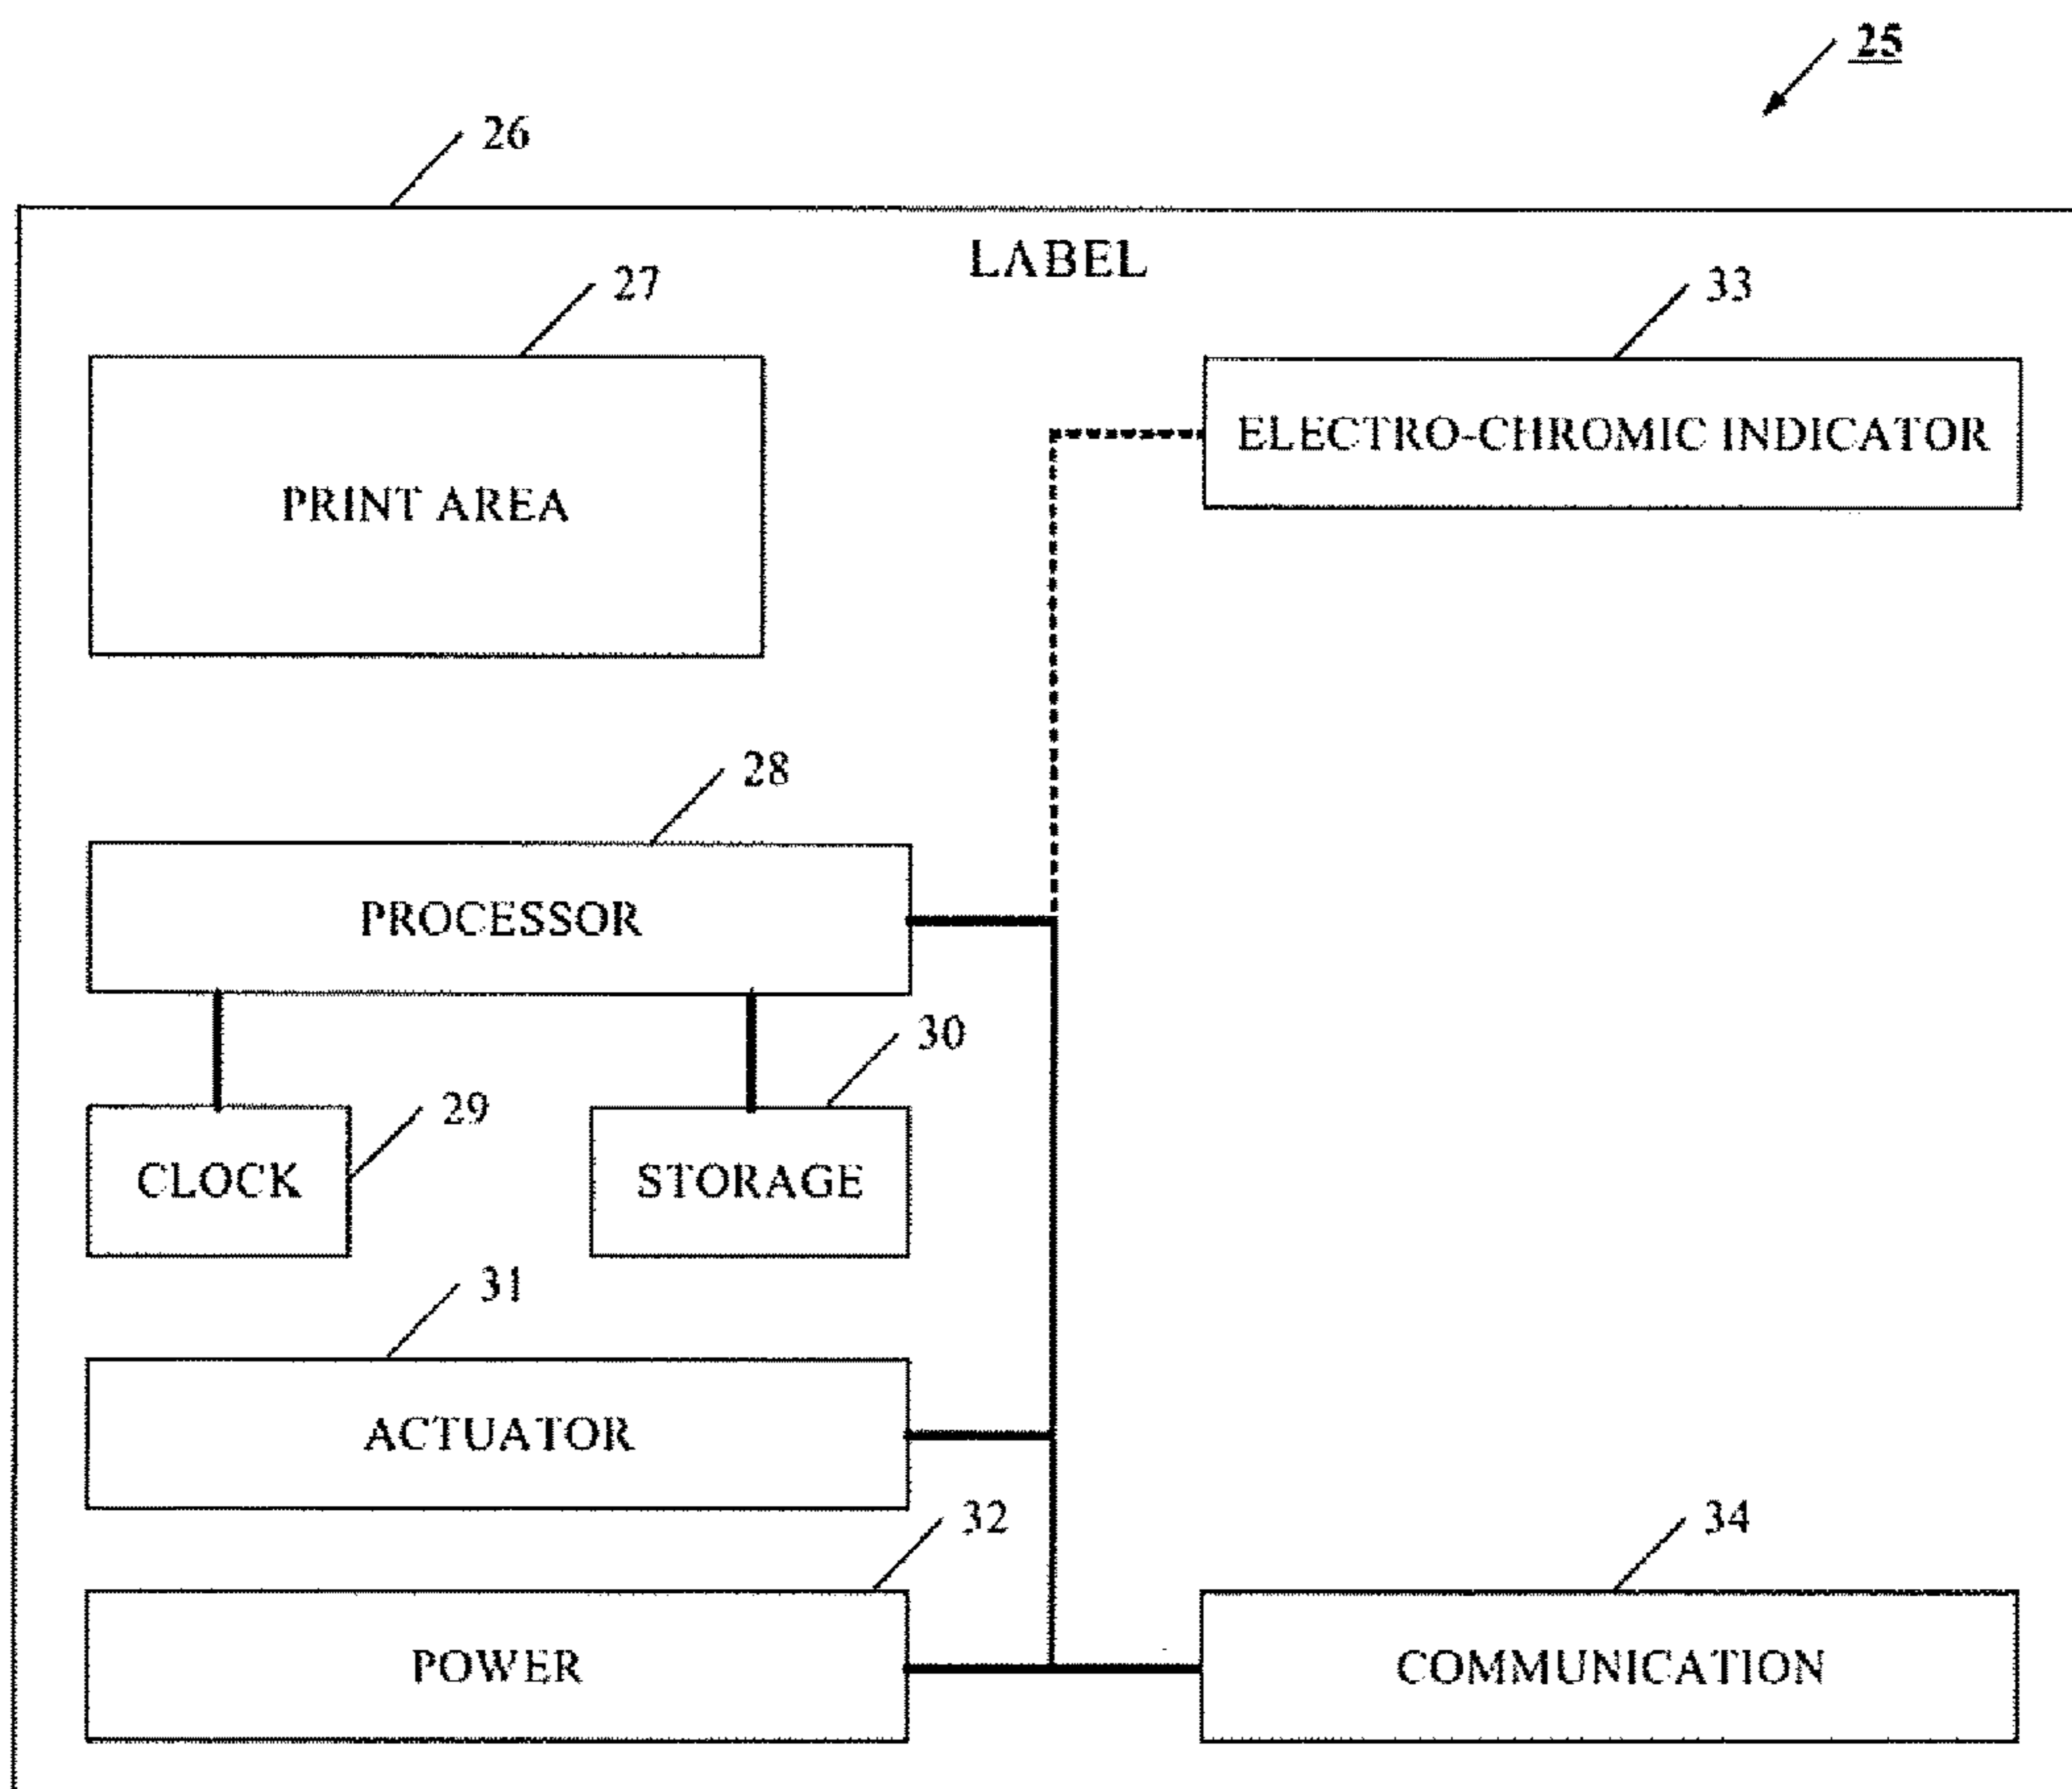 25
26
LABEL
27
33
PRINT AREA
ELECTRO-CHROMIC INDICATOR
28
PROCESSOR
30
29
CLOCK
STORAGE
31
ACTUATOR
32
34
POWER
COMMUNICATION